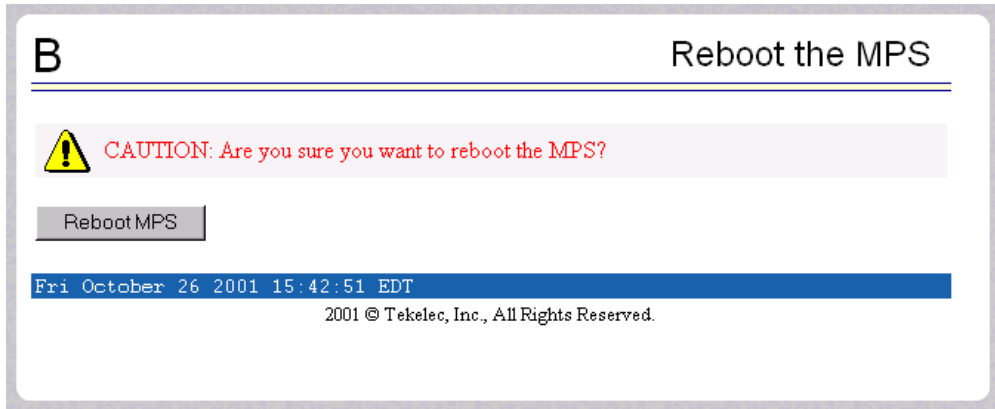 B
Reboot the MPS
CAUTION: Are you sure you want to reboot the MPS?
Reboot MPS
Fri October 26 2001 15:42:51 EDT
2001 © Tekelec, Inc., All Rights Reserved.